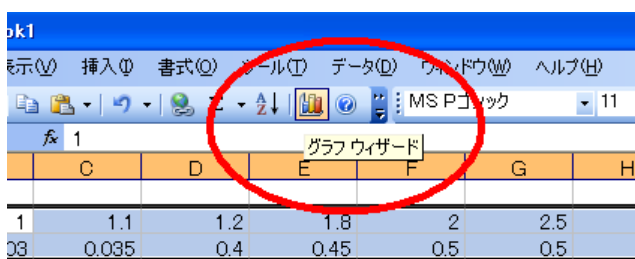 ok1
表示(V) 挿入(I) 書式(O) ツール(T) データ(D) ウィンドウ(W) ヘルプ(H)
Σ A Z MS Pゴシック 11
fx 1
グラフ ウィザード
C D E F G H
1 1.1 1.2 1.8 2 2.5
03 0.035 0.4 0.45 0.5 0.5